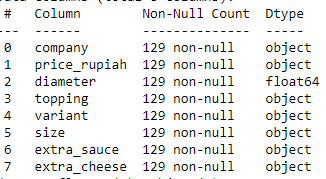 #   Column        Non-Null Count  Dtype
---  ------        --------------  -----
 0   company       129 non-null    object
 1   price_rupiah  129 non-null    object
 2   diameter      129 non-null    float64
 3   topping       129 non-null    object
 4   variant       129 non-null    object
 5   size          129 non-null    object
 6   extra_sauce   129 non-null    object
 7   extra_cheese  129 non-null    object